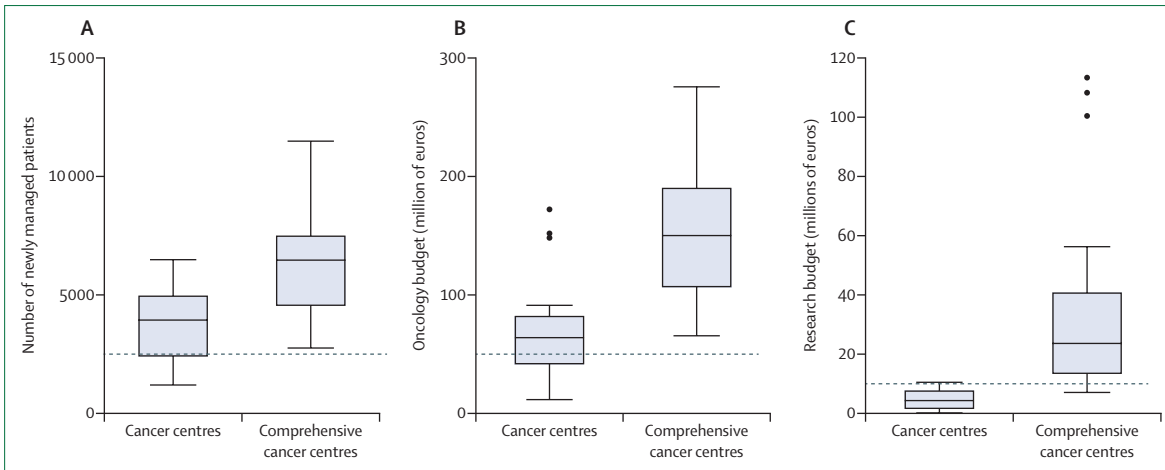 A
Number of newly managed patients
15 000
10 000
5000
0
Cancer centres
Comprehensive
cancer centres
B
Oncology budget (million of euros)
300
200
100
0
Cancer centres
Comprehensive
cancer centres
C
Research budget (millions of euros)
120
100
80
60
40
20
0
Cancer centres
Comprehensive
cancer centres